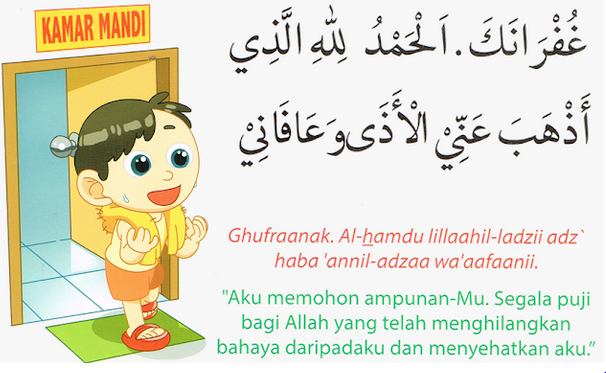 KAMAR MANDI
غُفْرَانَكَ. اَلْحَمْدُ لِلّٰهِ الَّذِي
أَذْهَبَ عَنِّيْ الْأَذَى وَعَافَانِيْ
Ghufraanak. Al-hamdu lillaahil-ladzii adz`
haba 'annil-adzaa wa'aafaanii.
"Aku memohon ampunan-Mu. Segala puji
bagi Allah yang telah menghilangkan
bahaya daripadaku dan menyehatkan aku.”